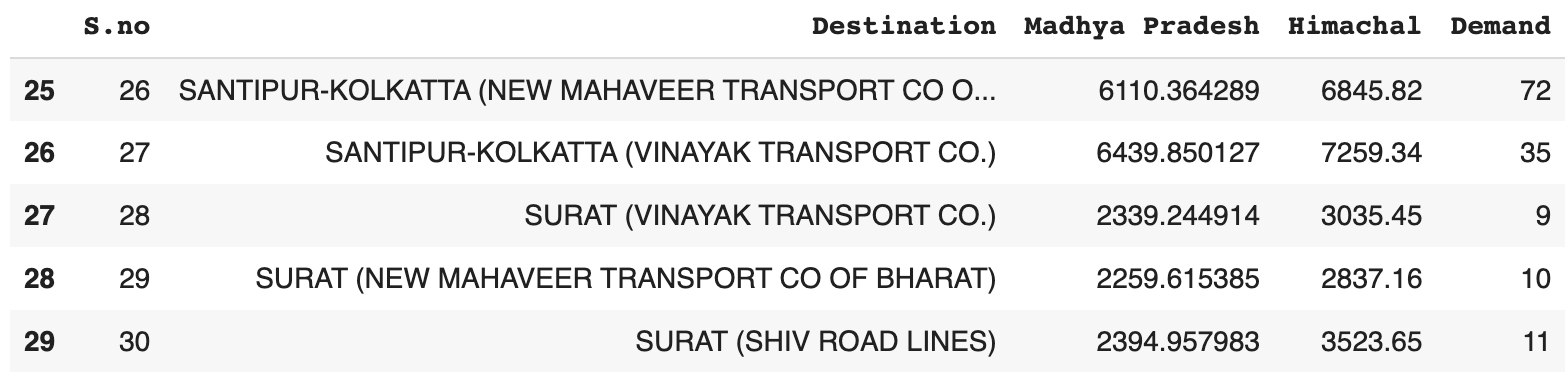 S.no Destination Madhya Pradesh Himachal Demand
25 26 SANTIPUR-KOLKATTA (NEW MAHAVEER TRANSPORT CO O... 6110.364289 6845.82 72
26 27 SANTIPUR-KOLKATTA (VINAYAK TRANSPORT CO.) 6439.850127 7259.34 35
27 28 SURAT (VINAYAK TRANSPORT CO.) 2339.244914 3035.45 9
28 29 SURAT (NEW MAHAVEER TRANSPORT CO OF BHARAT) 2259.615385 2837.16 10
29 30 SURAT (SHIV ROAD LINES) 2394.957983 3523.65 11